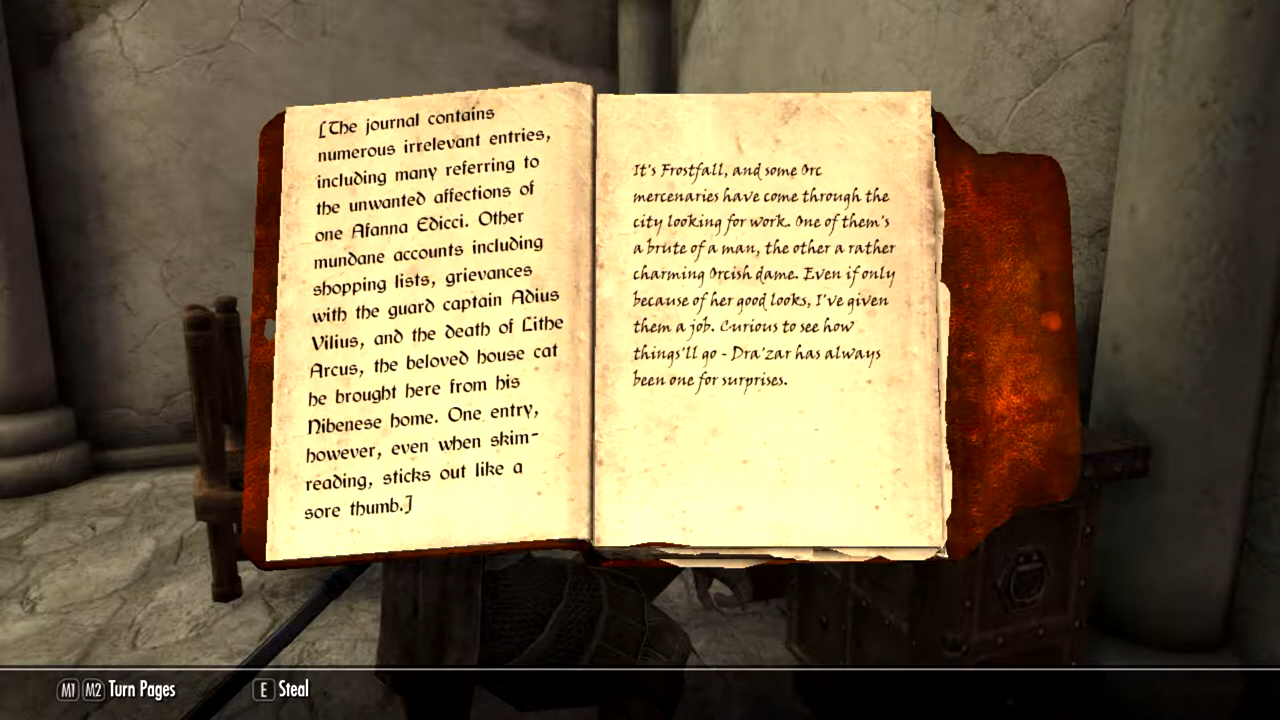 [The journal contains
numerous irrelevant entries,
including many referring to
the unwanted affections of
one Afanna Edicci. Other
mundane accounts including
shopping lists, grievances
with the guard captain Adius
Vilius, and the death of Lithe
Arcus, the beloved house cat
he brought here from his
Nibenese home. One entry,
however, even when skim-
reading, sticks out like a
sore thumb.]
It's Frostfall, and some Orc
mercenaries have come through the
city looking for work. One of them's
a brute of a man, the other a rather
charming Orcish dame. Even if only
because of her good looks, I've given
them a job. Curious to see how
things'll go - Dra'zar has always
been one for surprises.
M1 M2 Turn Pages
E Steal